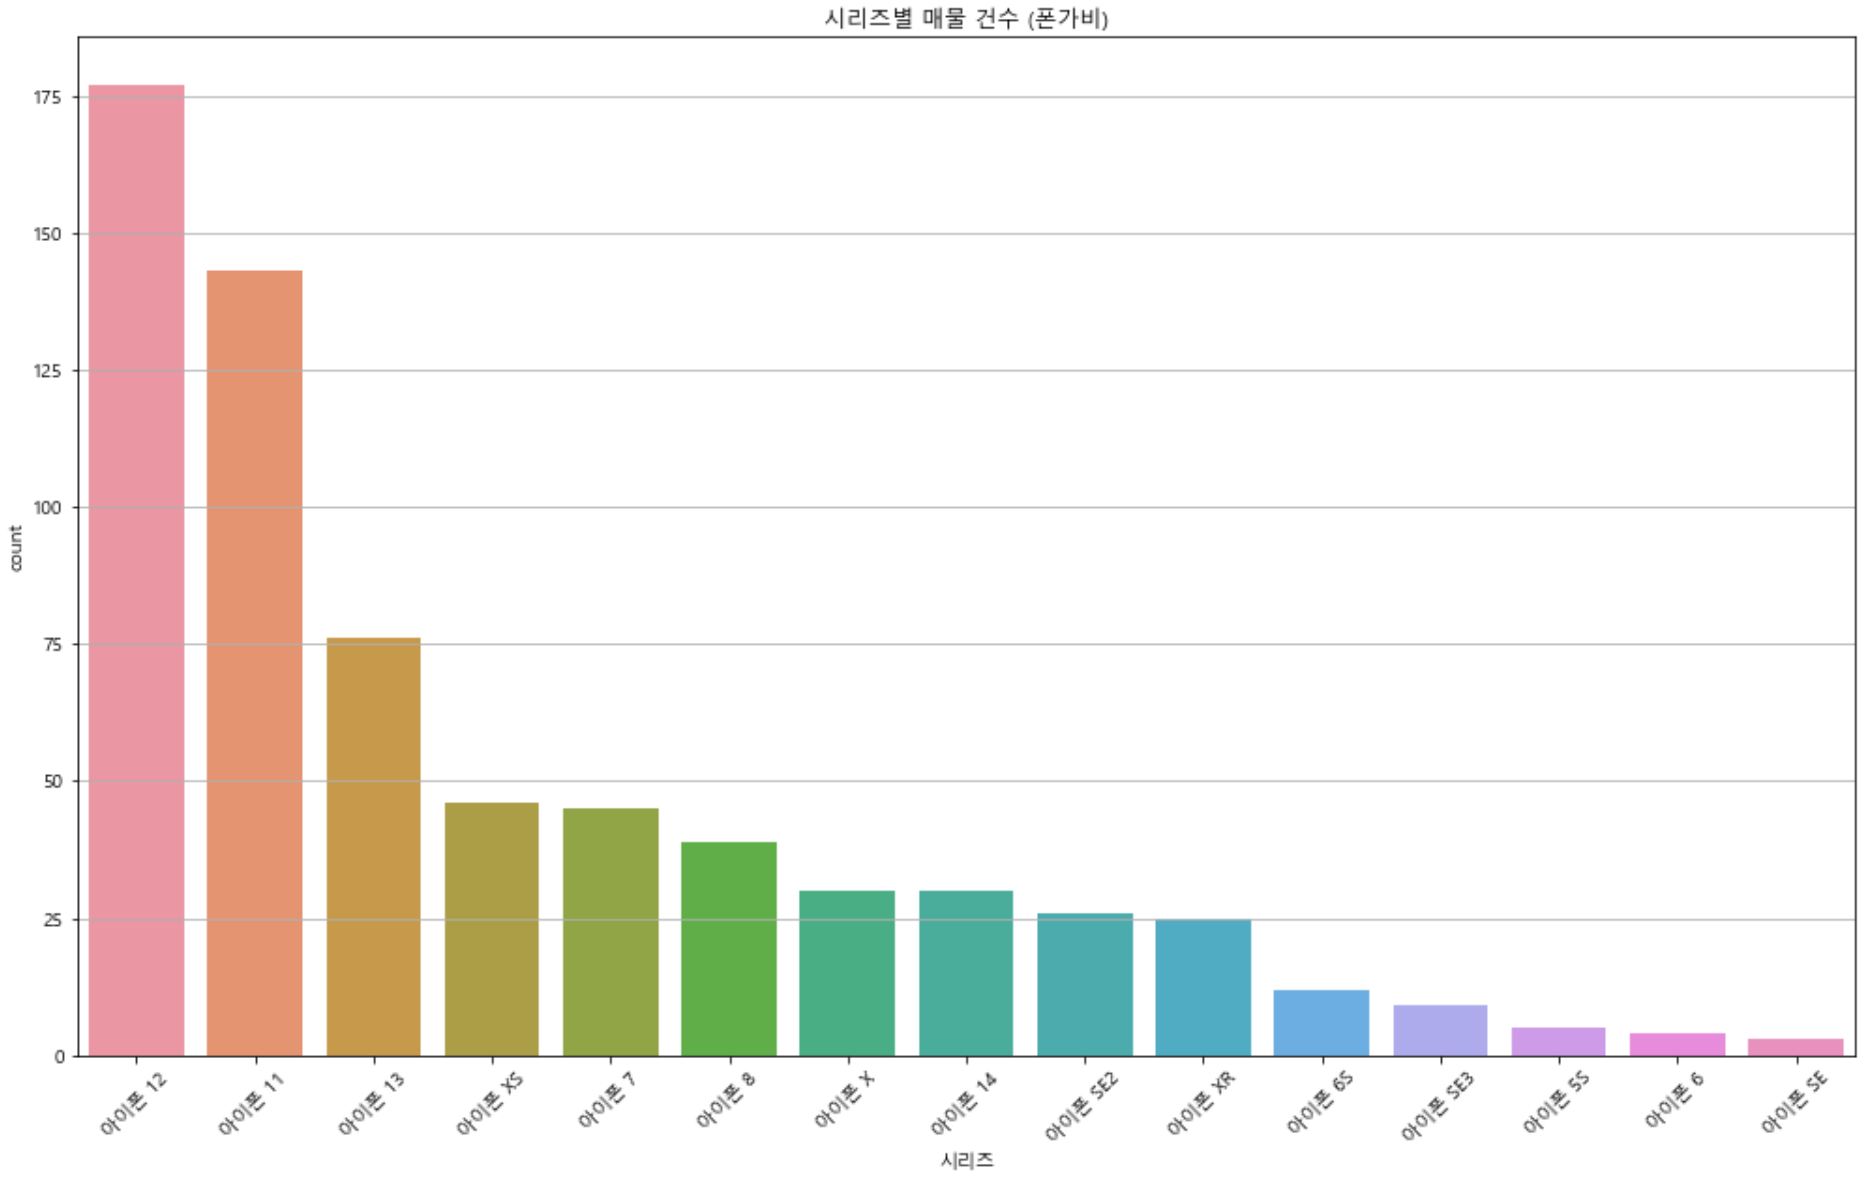 시리즈별 매물 건수 (폰가비)
count
175
150
125
100
75
50
25
0
아이폰 12
아이폰 11
아이폰 13
아이폰 XS
아이폰 7
아이폰 8
아이폰 X
아이폰 14
아이폰 SE2
아이폰 XR
아이폰 6S
아이폰 SE3
아이폰 5S
아이폰 6
아이폰 SE
시리즈